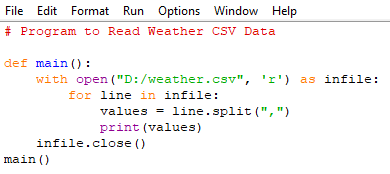 File Edit Format Run Options Window Help
# Program to Read Weather CSV Data
def main():
    with open("D:/weather.csv", 'r') as infile:
        for line in infile:
            values = line.split(",")
            print(values)
    infile.close()
main()